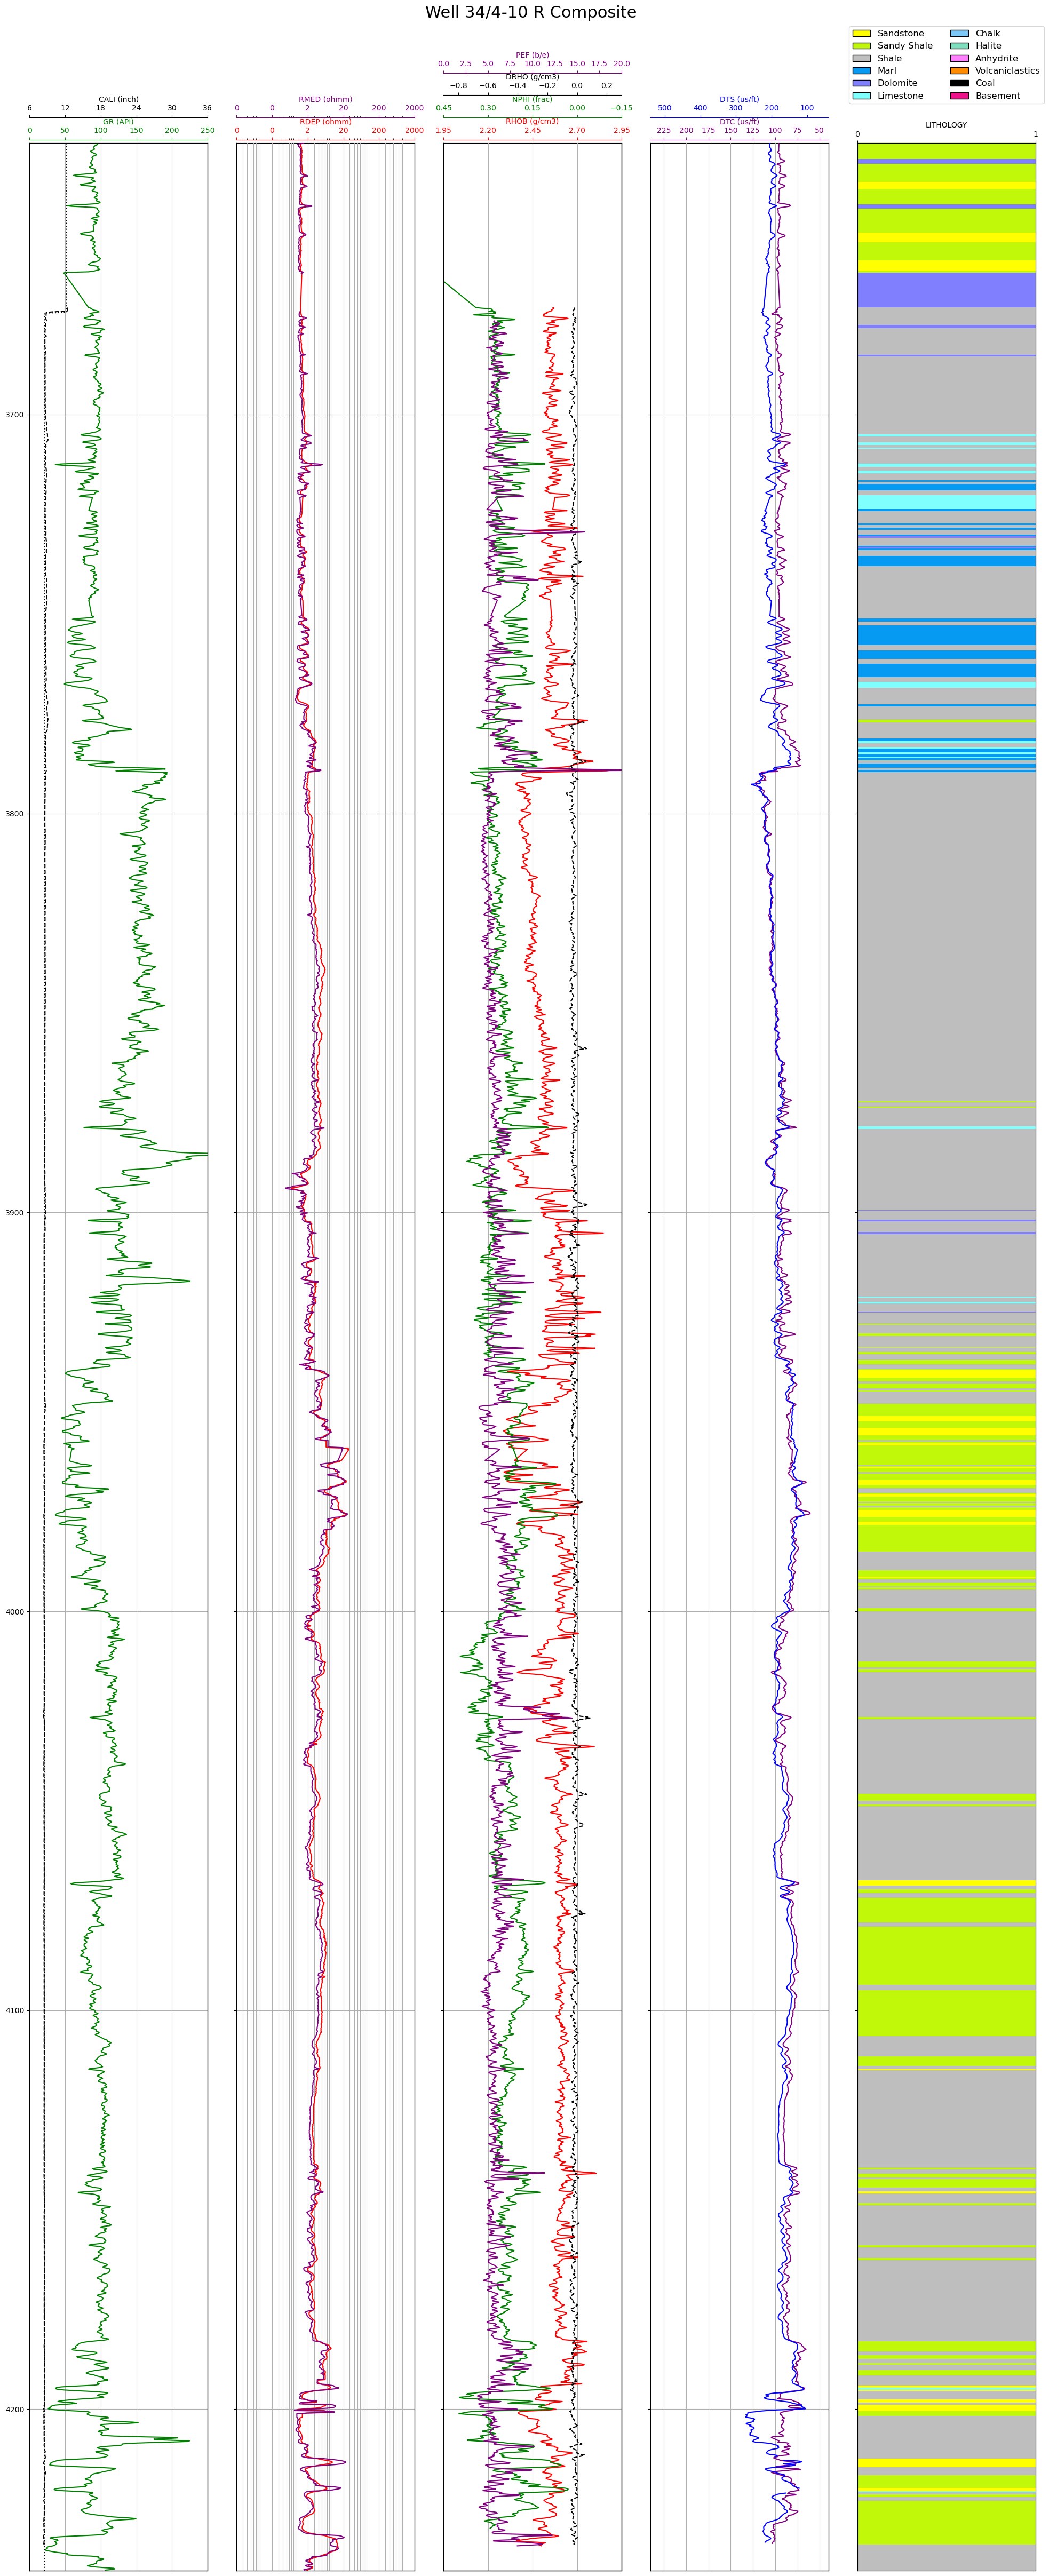 Well 34/4-10 R Composite
Sandstone Chalk
Sandy Shale Halite
Shale Anhydrite
Marl Volcaniclastics
Dolomite Coal
Limestone Basement
PEF (b/e)
0.0 2.5 5.0 7.5 10.0 12.5 15.0 17.5 20.0
DRHO (g/cm3)
−0.8 −0.6 −0.4 −0.2 0.0 0.2
CALI (inch) RMED (ohmm) NPHI (frac) DTS (us/ft)
6 12 18 24 30 36 0 0 2 20 200 2000 0.45 0.30 0.15 0.00 −0.15 500 400 300 200 100
GR (API) RDEP (ohmm) RHOB (g/cm3) DTC (us/ft) LITHOLOGY
0 50 100 150 200 250 0 0 2 20 200 2000 1.95 2.20 2.45 2.70 2.95 225 200 175 150 125 100 75 50 0 1
3700
3800
3900
4000
4100
4200